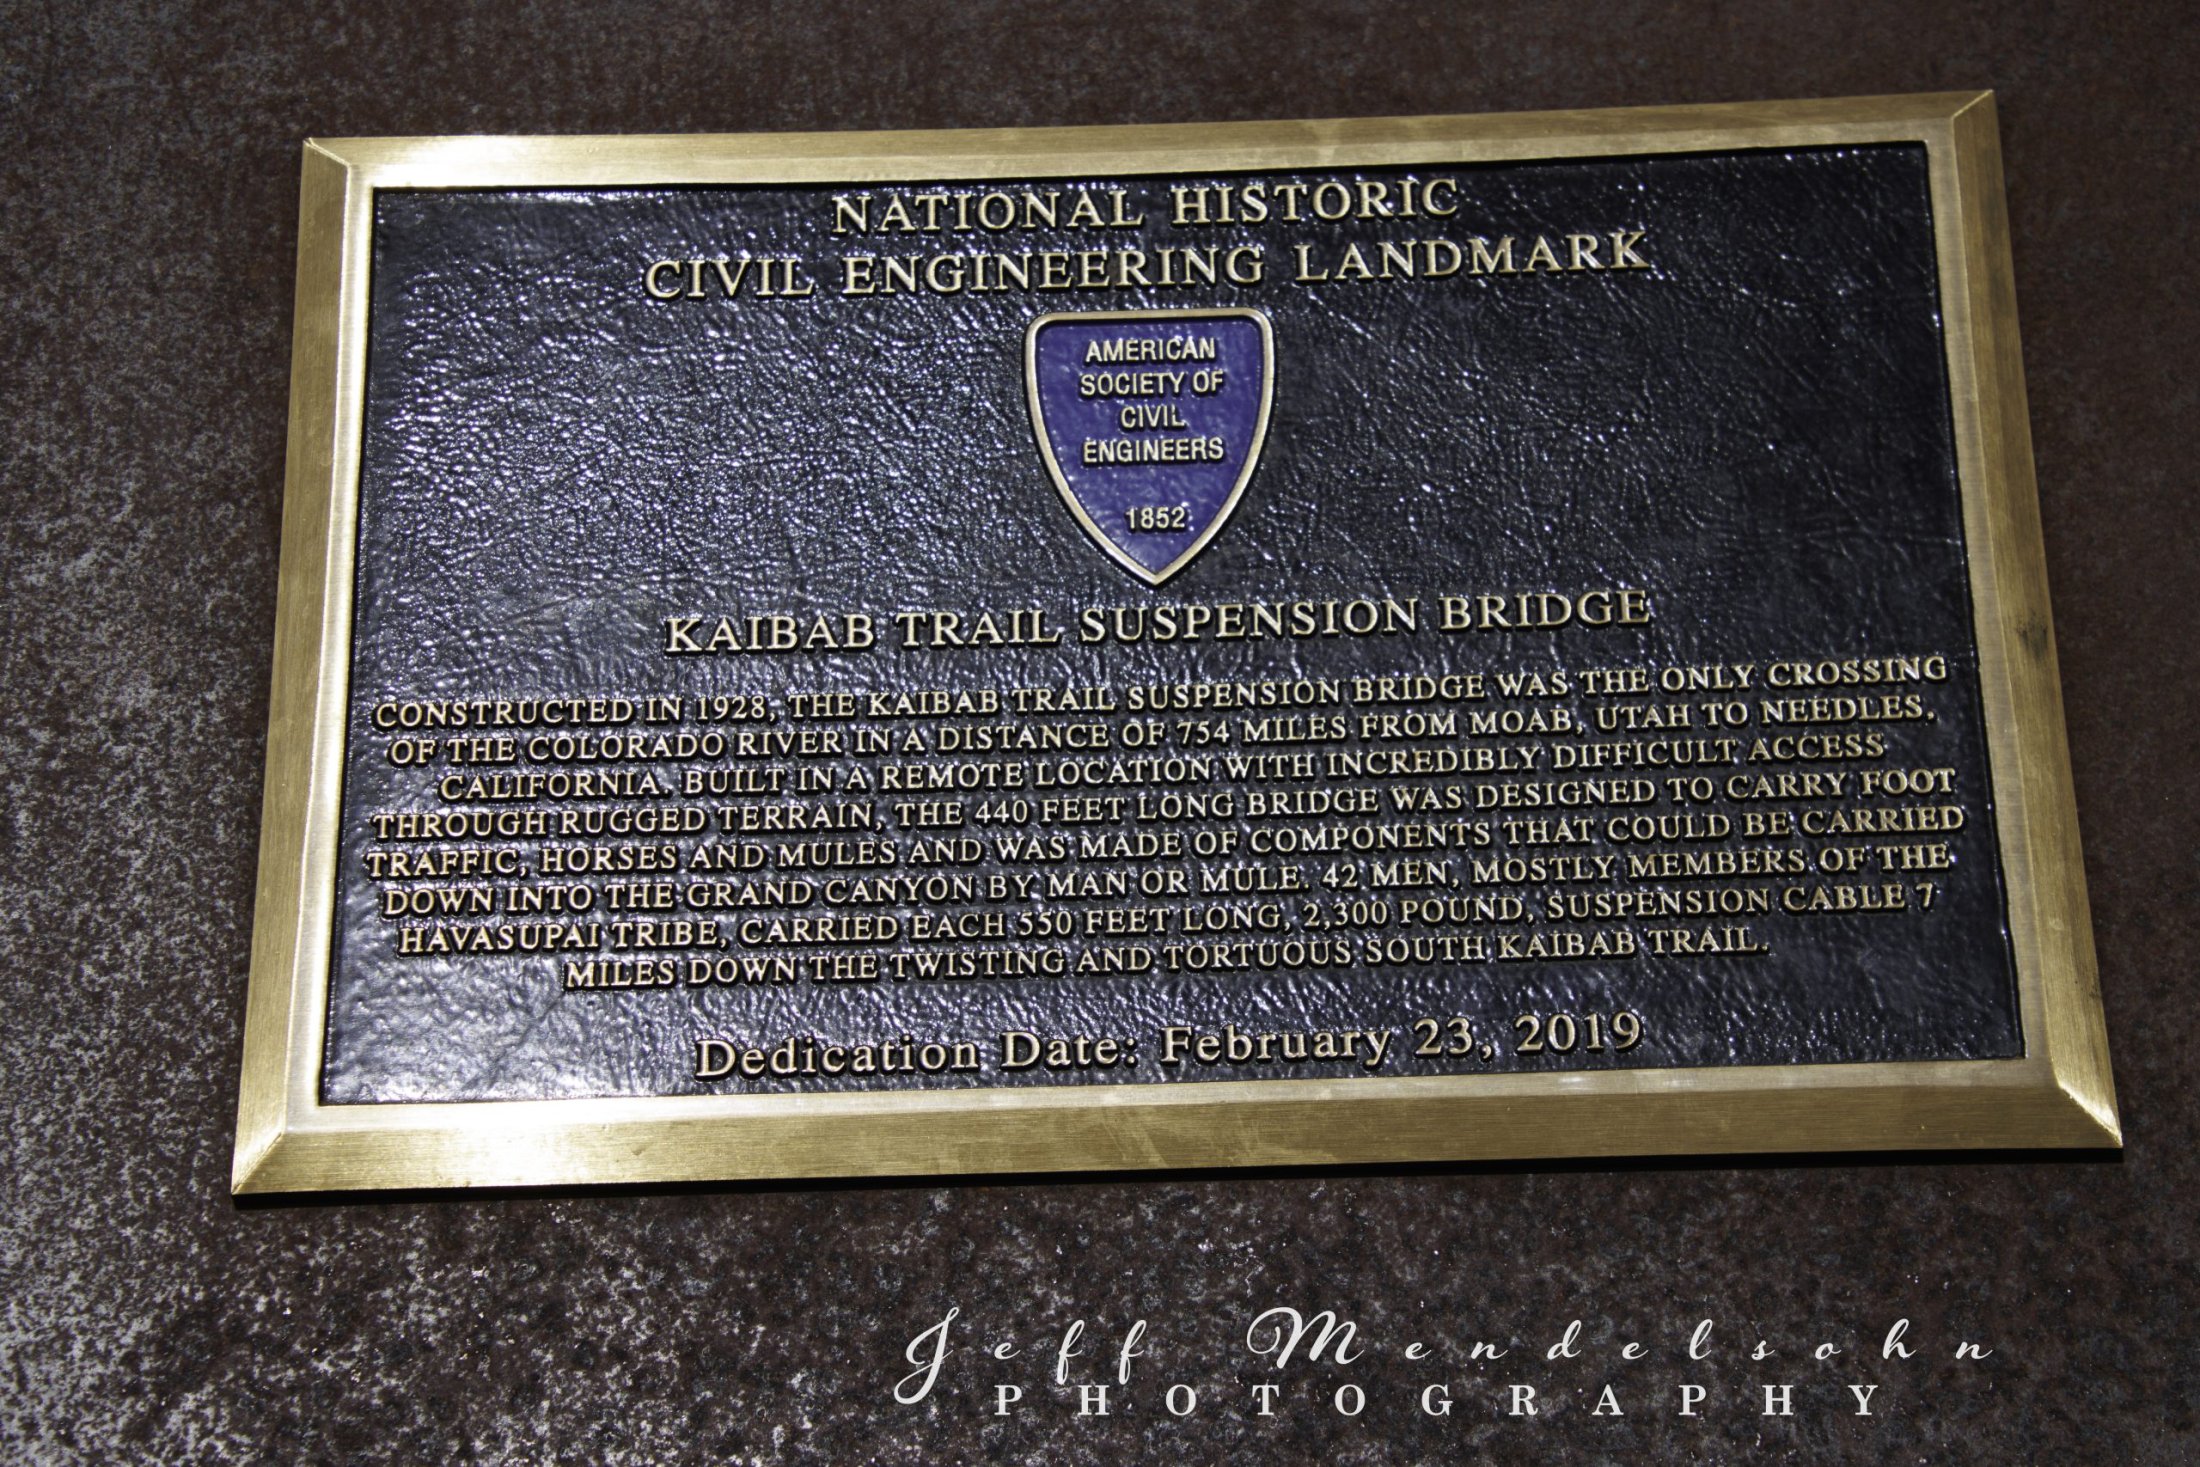 NATIONAL HISTORIC
CIVIL ENGINEERING LANDMARK
AMERICAN
SOCIETY OF
CIVIL
ENGINEERS
1852
KAIBAB TRAIL SUSPENSION BRIDGE
CONSTRUCTED IN 1928, THE KAIBAB TRAIL SUSPENSION BRIDGE WAS THE ONLY CROSSING
OF THE COLORADO RIVER IN A DISTANCE OF 754 MILES FROM MOAB, UTAH TO NEEDLES,
CALIFORNIA. BUILT IN A REMOTE LOCATION WITH INCREDIBLY DIFFICULT ACCESS
THROUGH RUGGED TERRAIN, THE 440 FEET LONG BRIDGE WAS DESIGNED TO CARRY FOOT
TRAFFIC, HORSES AND MULES AND WAS MADE OF COMPONENTS THAT COULD BE CARRIED
DOWN INTO THE GRAND CANYON BY MAN OR MULE. 42 MEN, MOSTLY MEMBERS OF THE
HAVASUPAI TRIBE, CARRIED EACH 550 FEET LONG, 2,300 POUND, SUSPENSION CABLE 7
MILES DOWN THE TWISTING AND TORTUOUS SOUTH KAIBAB TRAIL.
Dedication Date: February 23, 2019
Jeff Mendelsohn
PHOTOGRAPHY